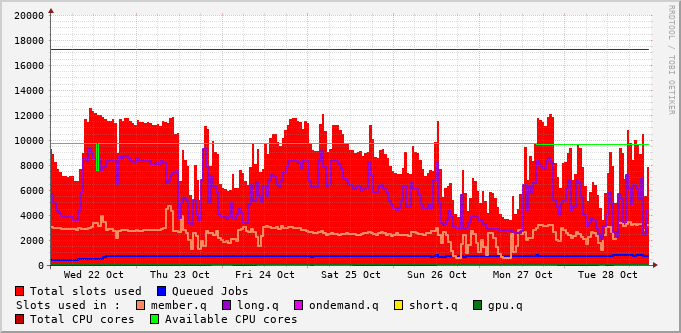 20000
18000
16000
14000
12000
10000
8000
6000
4000
2000
0
Wed 22 Oct Thu 23 Oct Fri 24 Oct Sat 25 Oct Sun 26 Oct Mon 27 Oct Tue 28 Oct
RRDTOOL / TOBI OETIKER
Total slots used Queued Jobs
Slots used in : member.q long.q ondemand.q short.q gpu.q
Total CPU cores Available CPU cores